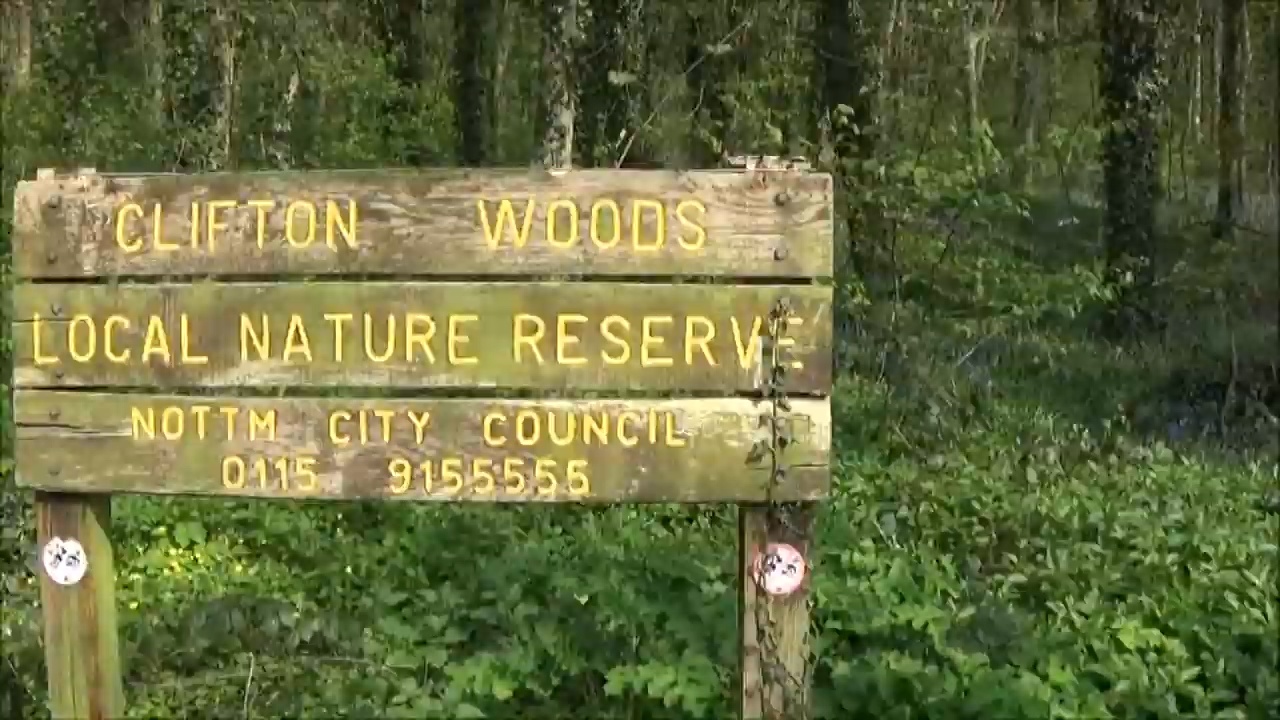 CLIFTON WOODS
LOCAL NATURE RESERVE
NOTTM CITY COUNCIL
0115 9155555